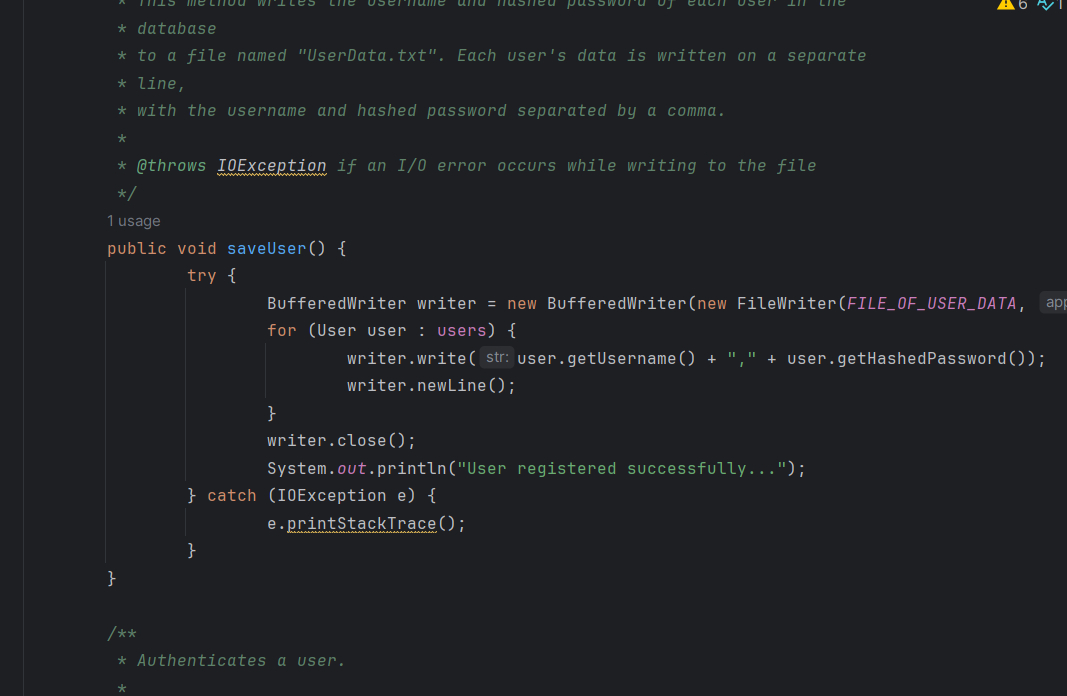 * This method writes the username and hashed password of each user in the
6 1
* database
* to a file named "UserData.txt". Each user's data is written on a separate
* line,
* with the username and hashed password separated by a comma.
*
* @throws IOException if an I/O error occurs while writing to the file
*/
1 usage
public void saveUser() {
try {
BufferedWriter writer = new BufferedWriter(new FileWriter(FILE_OF_USER_DATA, app
for (User user : users) {
writer.write( str: user.getUsername() + "," + user.getHashedPassword());
writer.newLine();
}
writer.close();
System.out.println("User registered successfully...");
} catch (IOException e) {
e.printStackTrace();
}
}
/**
* Authenticates a user.
*